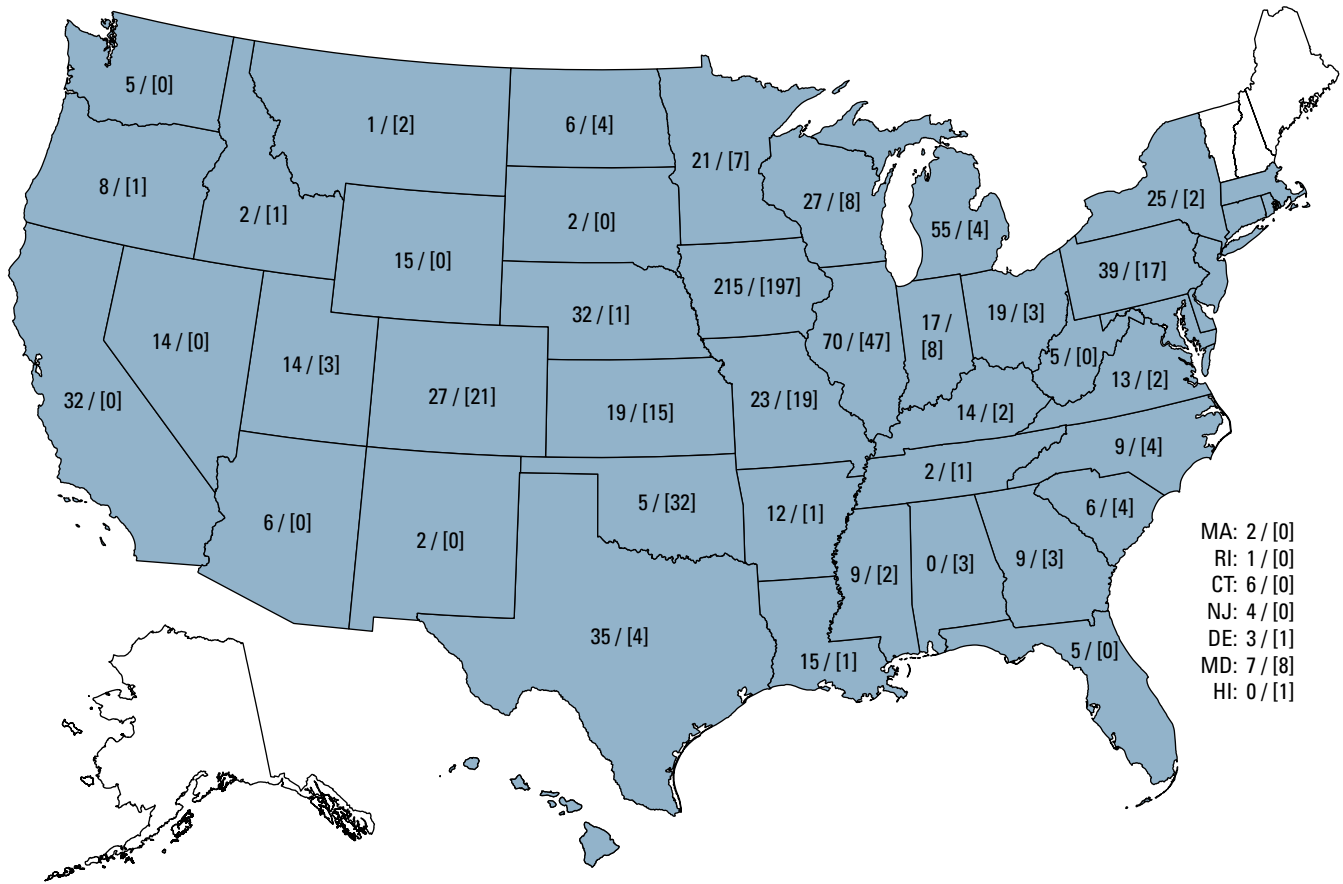 5 / [0]
1 / [2]
6 / [4]
21 / [7]
8 / [1]
2 / [1]
15 / [0]
2 / [0]
27 / [8]
55 / [4]
25 / [2]
39 / [17]
215 / [197]
32 / [1]
14 / [0]
14 / [3]
27 / [21]
19 / [15]
23 / [19]
70 / [47]
17 /
[8]
19 / [3]
5 / [0]
13 / [2]
32 / [0]
14 / [2]
9 / [4]
2 / [1]
6 / [4]
6 / [0]
2 / [0]
5 / [32]
12 / [1]
9 / [2]
0 / [3]
9 / [3]
35 / [4]
15 / [1]
5 / [0]
MA: 2 / [0]
RI: 1 / [0]
CT: 6 / [0]
NJ: 4 / [0]
DE: 3 / [1]
MD: 7 / [8]
HI: 0 / [1]